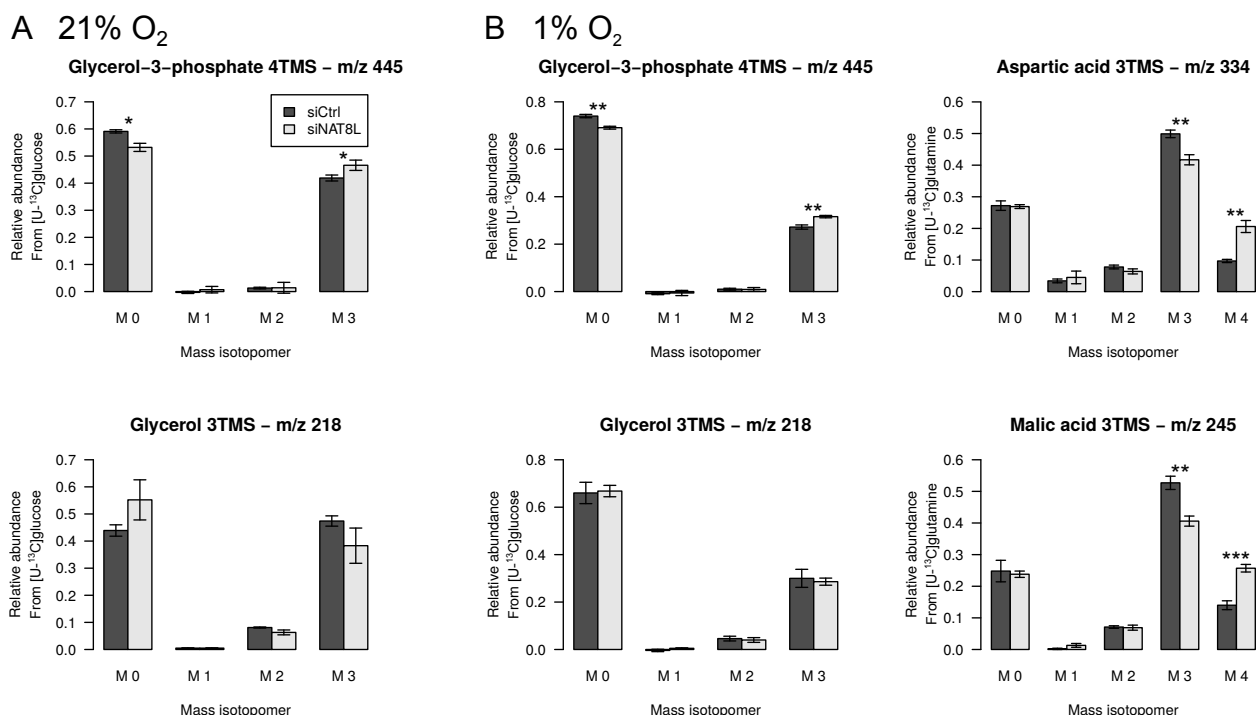 A 21% O₂
Glycerol−3−phosphate 4TMS − m/z 445
Relative abundance
From [U-¹³C]glucose
0.7
0.6
0.5
0.4
0.3
0.2
0.1
0.0
*
*
siCtrl
siNAT8L
M 0 M 1 M 2 M 3
Mass isotopomer
Glycerol 3TMS − m/z 218
Relative abundance
From [U-¹³C]glucose
0.7
0.6
0.5
0.4
0.3
0.2
0.1
0.0
M 0 M 1 M 2 M 3
Mass isotopomer
B 1% O₂
Glycerol−3−phosphate 4TMS − m/z 445
Relative abundance
From [U-¹³C]glucose
0.8
0.6
0.4
0.2
0.0
**
**
M 0 M 1 M 2 M 3
Mass isotopomer
Aspartic acid 3TMS − m/z 334
Relative abundance
From [U-¹³C]glutamine
0.6
0.5
0.4
0.3
0.2
0.1
0.0
**
**
M 0 M 1 M 2 M 3 M 4
Mass isotopomer
Glycerol 3TMS − m/z 218
Relative abundance
From [U-¹³C]glucose
0.8
0.6
0.4
0.2
0.0
M 0 M 1 M 2 M 3
Mass isotopomer
Malic acid 3TMS − m/z 245
Relative abundance
From [U-¹³C]glutamine
0.6
0.5
0.4
0.3
0.2
0.1
0.0
**
***
M 0 M 1 M 2 M 3 M 4
Mass isotopomer